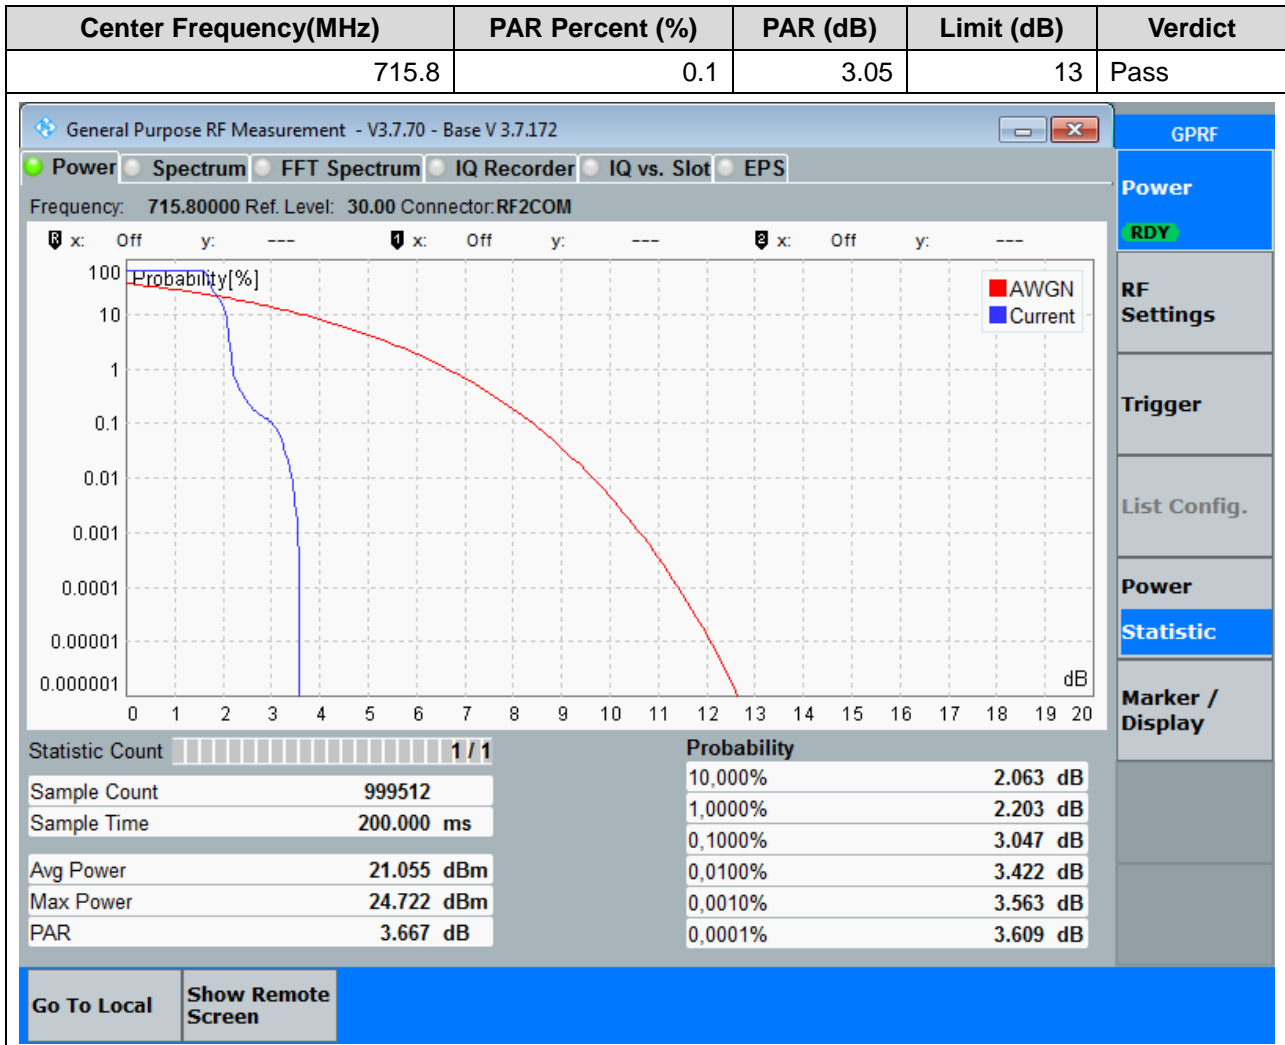 Center Frequency(MHz) PAR Percent (%) PAR (dB) Limit (dB) Verdict
715.8 0.1 3.05 13 Pass
General Purpose RF Measurement - V3.7.70 - Base V 3.7.172
GPRF
Power Spectrum FFT Spectrum IQ Recorder IQ vs. Slot EPS
Power
RDY
Frequency: 715.80000 Ref. Level: 30.00 Connector:RF2COM
R x: Off y: --- 1 x: Off y: --- 2 x: Off y: ---
Probability[%]
100
10
1
0.1
0.01
0.001
0.0001
0.00001
0.000001
AWGN
Current
dB
0 1 2 3 4 5 6 7 8 9 10 11 12 13 14 15 16 17 18 19 20
RF
Settings
Trigger
List Config.
Power
Statistic
Marker /
Display
Statistic Count 1 / 1
Sample Count 999512
Sample Time 200.000 ms
Avg Power 21.055 dBm
Max Power 24.722 dBm
PAR 3.667 dB
Probability
10,000% 2.063 dB
1,0000% 2.203 dB
0,1000% 3.047 dB
0,0100% 3.422 dB
0,0010% 3.563 dB
0,0001% 3.609 dB
Go To Local
Show Remote
Screen